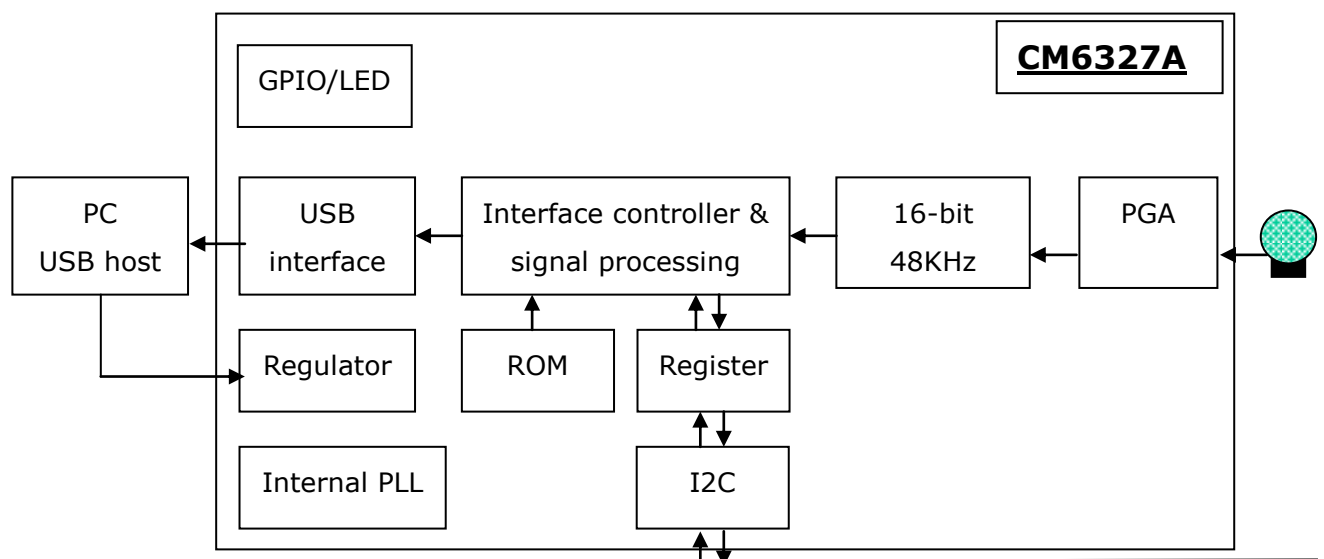 CM6327A
GPIO/LED
PC
USB host
USB
interface
Interface controller &
signal processing
16-bit
48KHz
PGA
Regulator
ROM
Register
Internal PLL
I2C